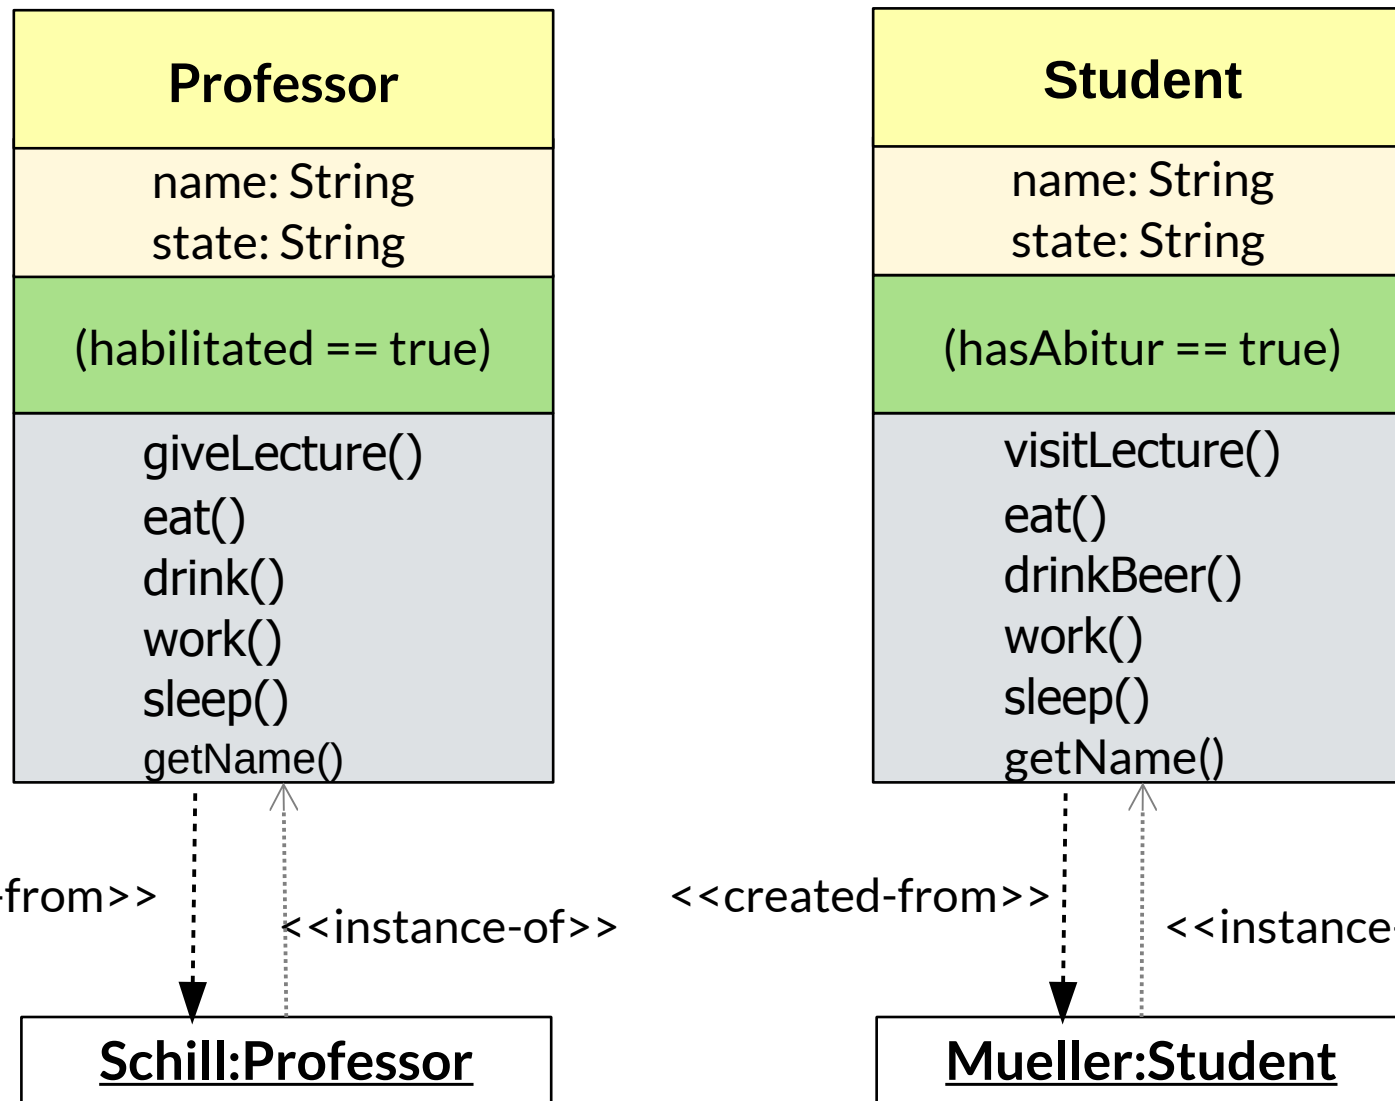 Professor
name: String
state: String
(habilitated == true)
giveLecture()
eat()
drink()
work()
sleep()
getName()
-from>>
<<instance-of>>
Schill:Professor
Student
name: String
state: String
(hasAbitur == true)
visitLecture()
eat()
drinkBeer()
work()
sleep()
getName()
<<created-from>>
<<instance-
Mueller:Student